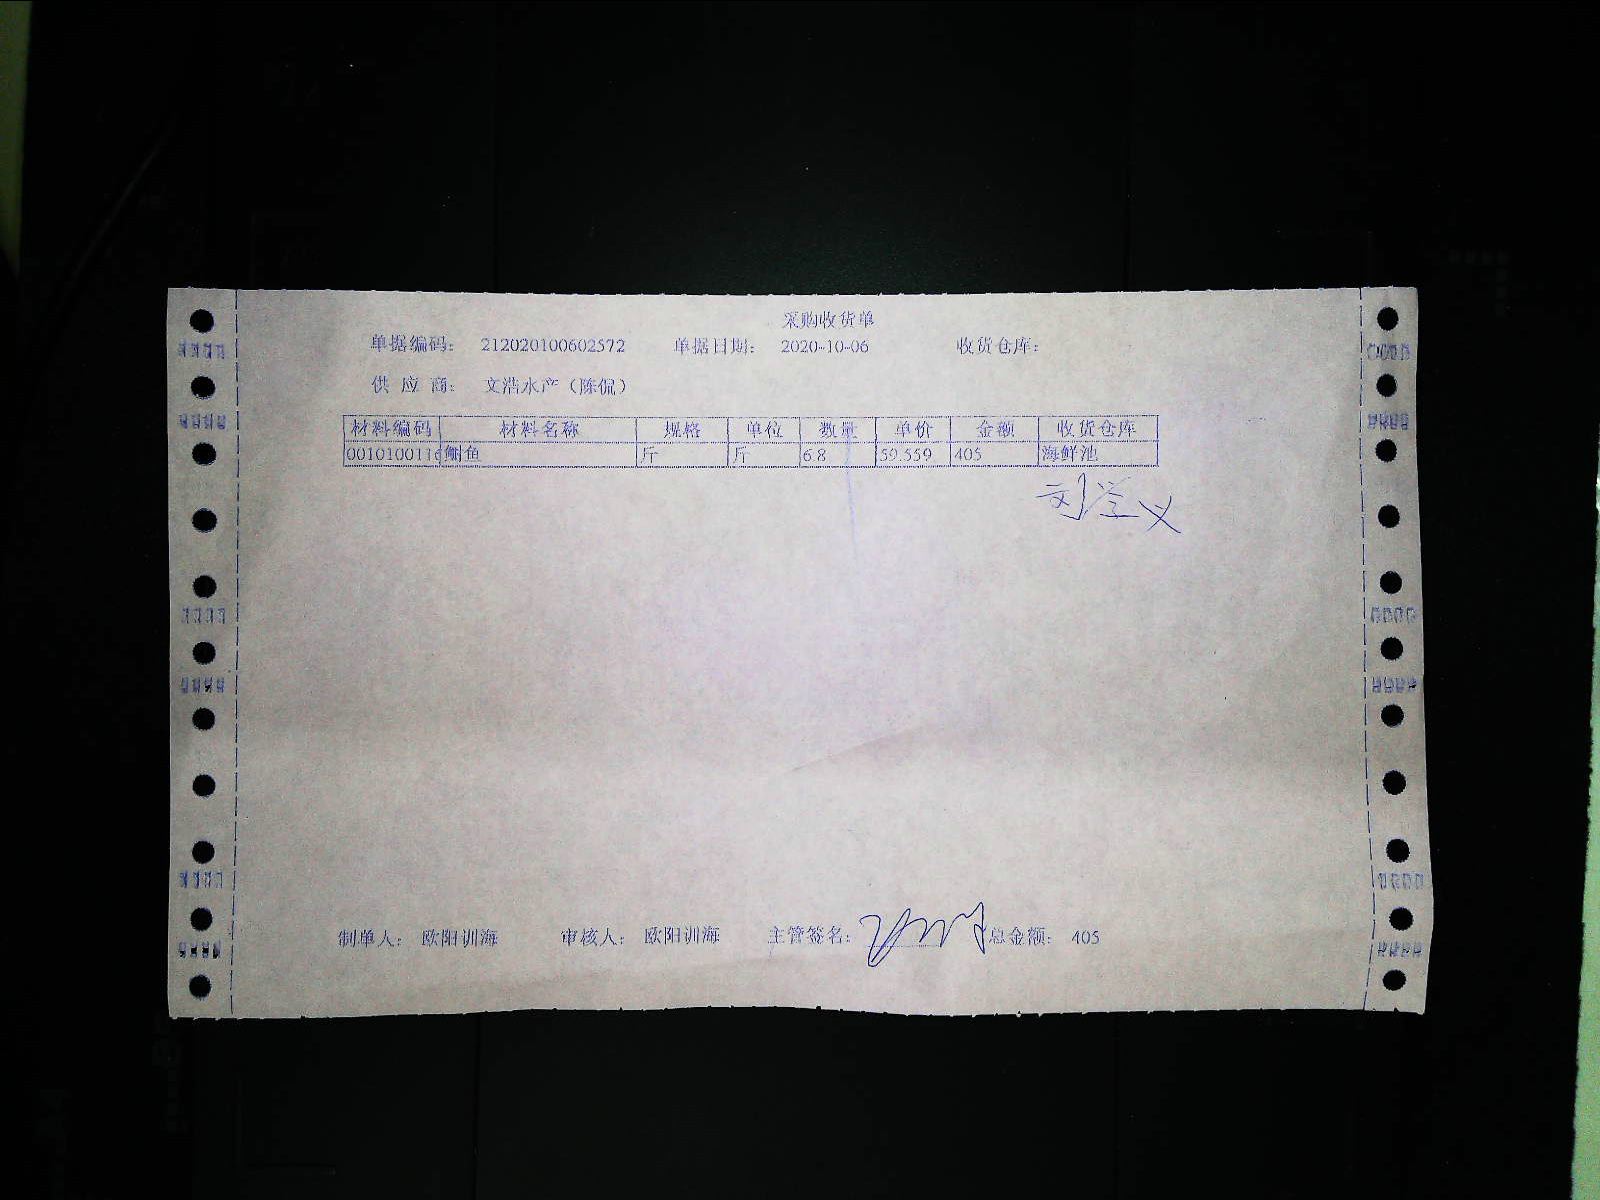 采购收货单
单据编码: 212020100602572 单据日期: 2020-10-06 收货仓库:
供 应 商: 文浩水产（陈侃）
材料编码 材料名称 规格 单位 数量 单价 金额 收货仓库
0010100116 鮰鱼 斤 斤 6.8 59.559 405 海鲜池
刘学义
制单人: 欧阳训海 审核人: 欧阳训海 主管签名: 总金额: 405